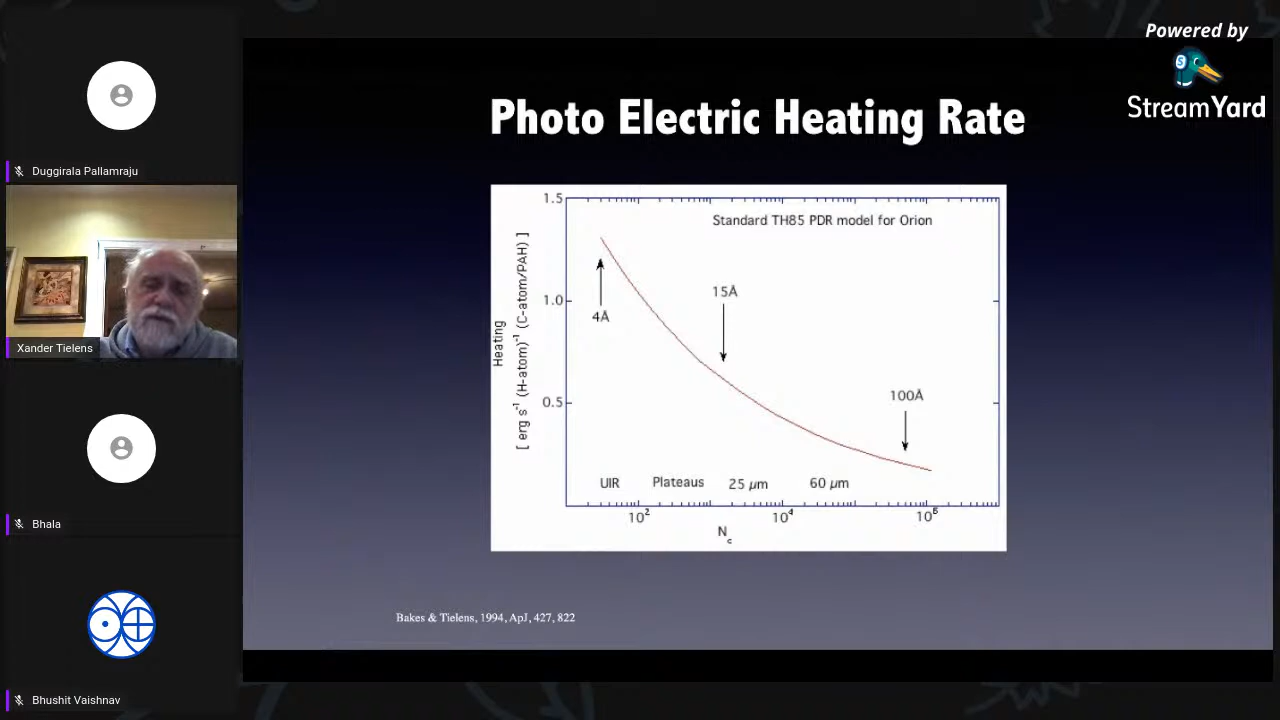 Powered by
StreamYard
Duggirala Pallamraju
Xander Tielens
Bhala
Bhushit Vaishnav
Photo Electric Heating Rate
Standard TH85 PDR model for Orion
Heating
[ erg s⁻¹ (H-atom)⁻¹ (C-atom/PAH) ]
1.5
1.0
0.5
4Å
15Å
100Å
UIR Plateaus 25 μm 60 μm
10² 10⁴ 10⁶
N_c
Bakes & Tielens, 1994, ApJ, 427, 822